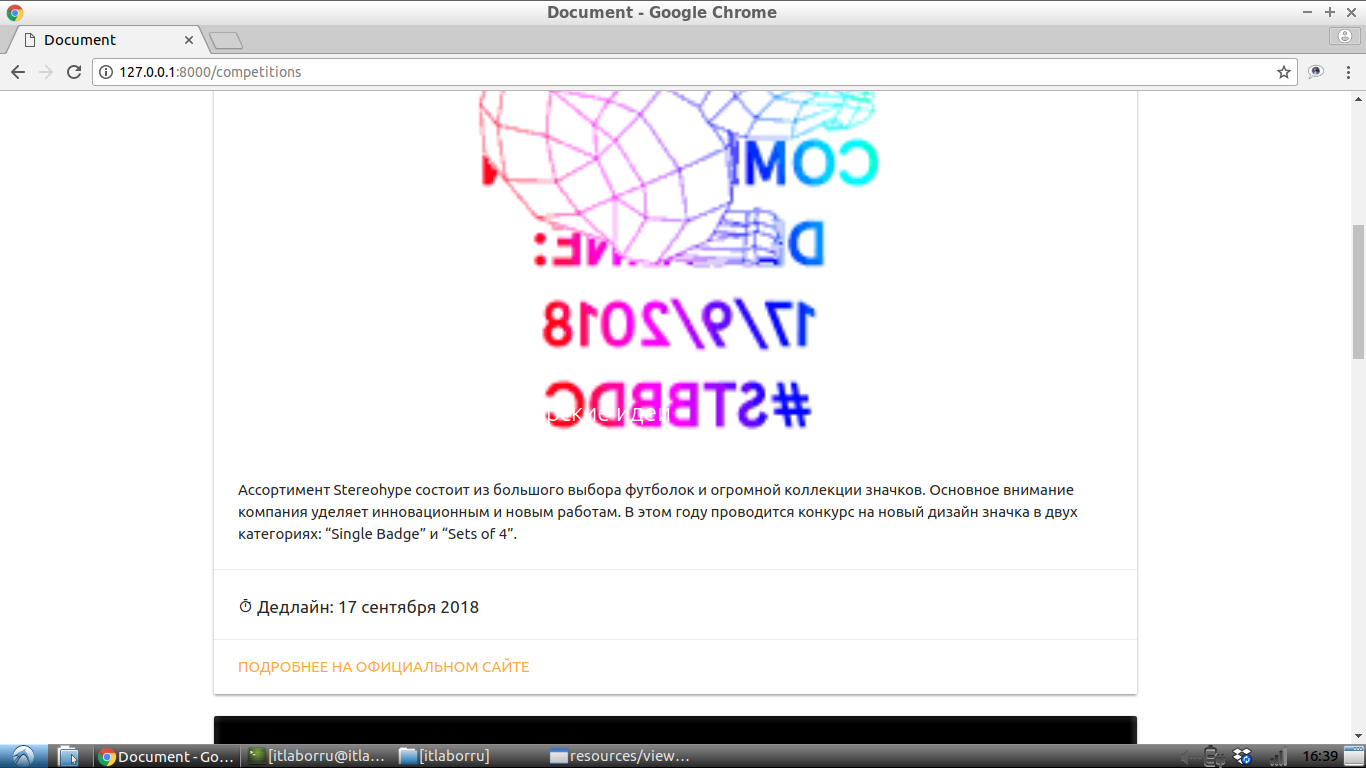 Document - Google Chrome
Document
127.0.0.1:8000/competitions
COM
D NE:
17/9/2018
#STBBDC
рские идеи
Ассортимент Stereohype состоит из большого выбора футболок и огромной коллекции значков. Основное внимание
компания уделяет инновационным и новым работам. В этом году проводится конкурс на новый дизайн значка в двух
категориях: “Single Badge” и “Sets of 4”.
Дедлайн: 17 сентября 2018
ПОДРОБНЕЕ НА ОФИЦИАЛЬНОМ САЙТЕ
Document - Go...
[itlaborru@itla...
[itlaborru]
resources/view...
16:39